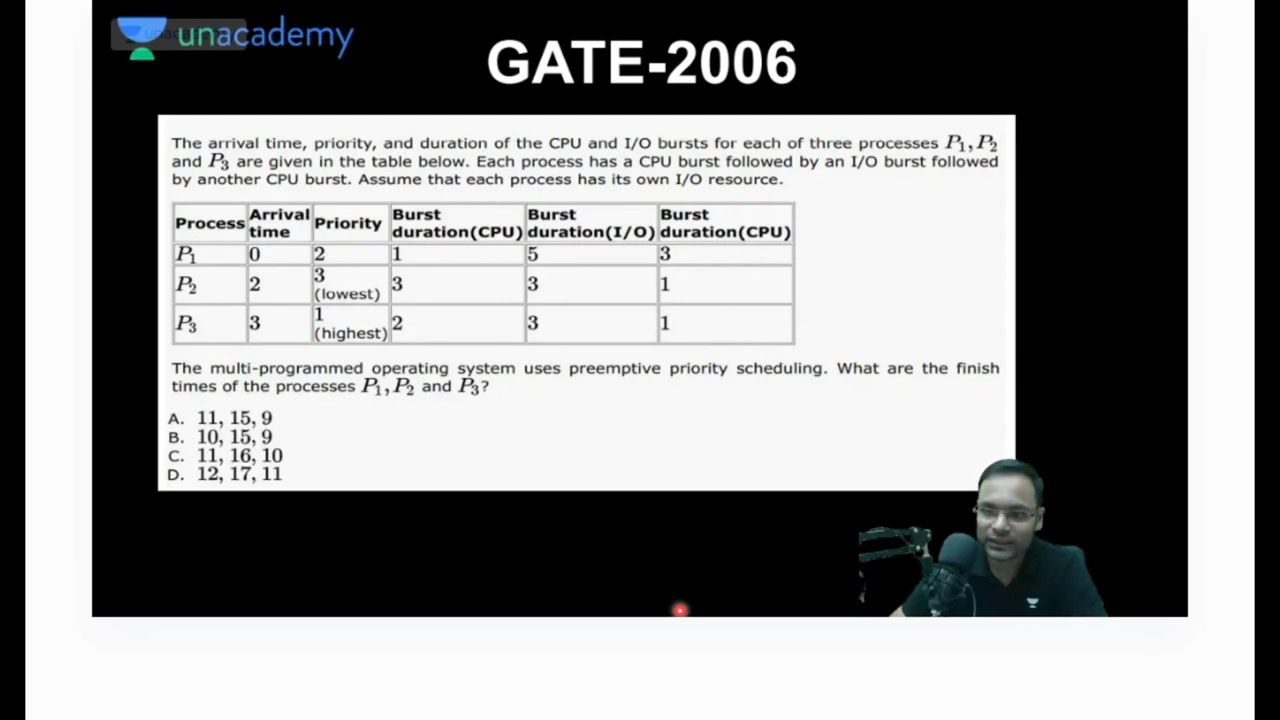 unacademy
GATE-2006
The arrival time, priority, and duration of the CPU and I/O bursts for each of three processes P₁, P₂
and P₃ are given in the table below. Each process has a CPU burst followed by an I/O burst followed
by another CPU burst. Assume that each process has its own I/O resource.
Process Arrival time Priority Burst duration(CPU) Burst duration(I/O) Burst duration(CPU)
P₁ 0 2 1 5 3
P₂ 2 3 (lowest) 3 3 1
P₃ 3 1 (highest) 2 3 1
The multi-programmed operating system uses preemptive priority scheduling. What are the finish
times of the processes P₁, P₂ and P₃?
A. 11, 15, 9
B. 10, 15, 9
C. 11, 16, 10
D. 12, 17, 11